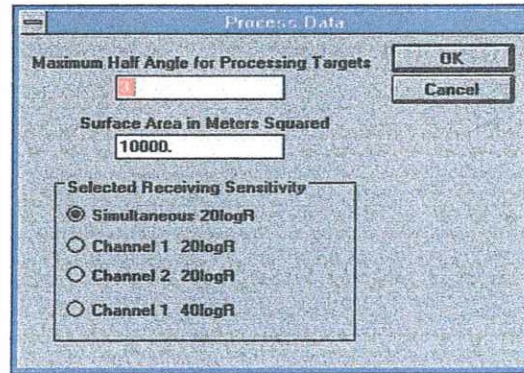 Process Data
Maximum Half Angle for Processing Targets
OK
Cancel
Surface Area in Meters Squared
10000.
Selected Receiving Sensitivity
Simultaneous 20logR
Channel 1 20logR
Channel 2 20logR
Channel 1 40logR